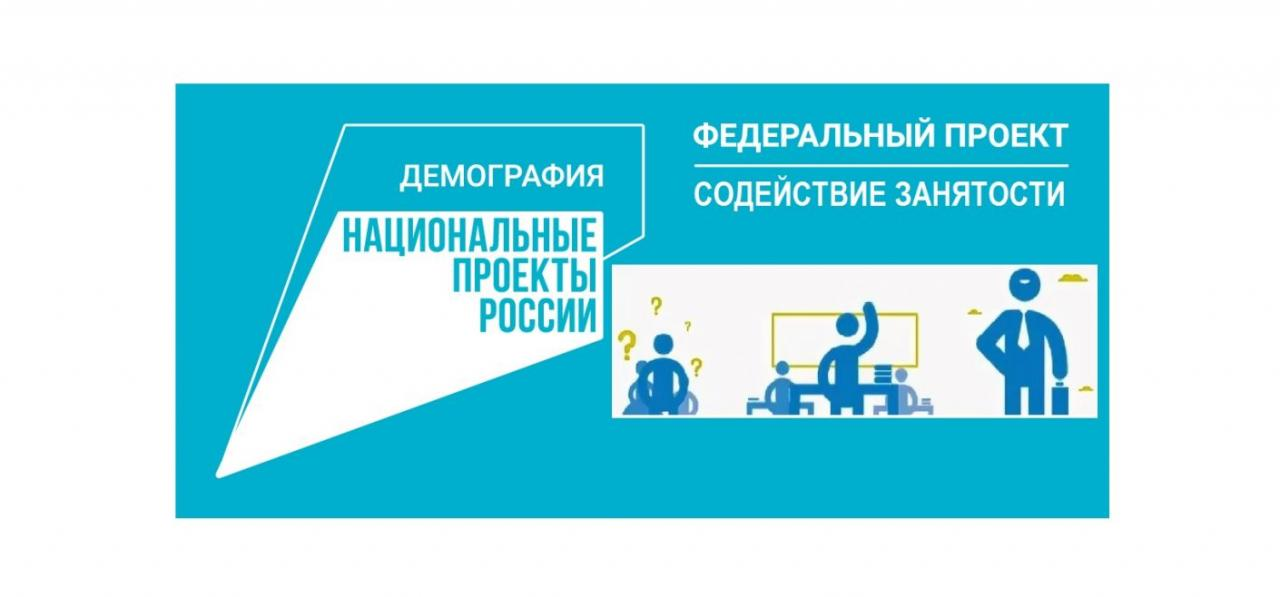 ДЕМОГРАФИЯ
НАЦИОНАЛЬНЫЕ
ПРОЕКТЫ
РОССИИ
ФЕДЕРАЛЬНЫЙ ПРОЕКТ
СОДЕЙСТВИЕ ЗАНЯТОСТИ
? ? ? ?